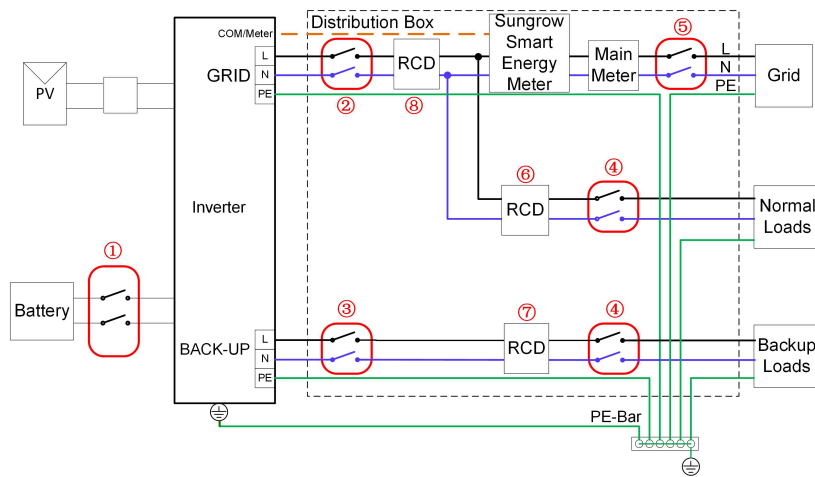 Distribution Box
COM/Meter
Sungrow
Smart
Energy
Meter
⑤
L
N
PE
GRID
②
RCD
⑧
Main
Meter
L
N
PE
Grid
PV
Inverter
⑥
RCD
④
Normal
Loads
①
Battery
③
⑦
RCD
④
BACK-UP
L
N
PE
Backup
Loads
PE-Bar